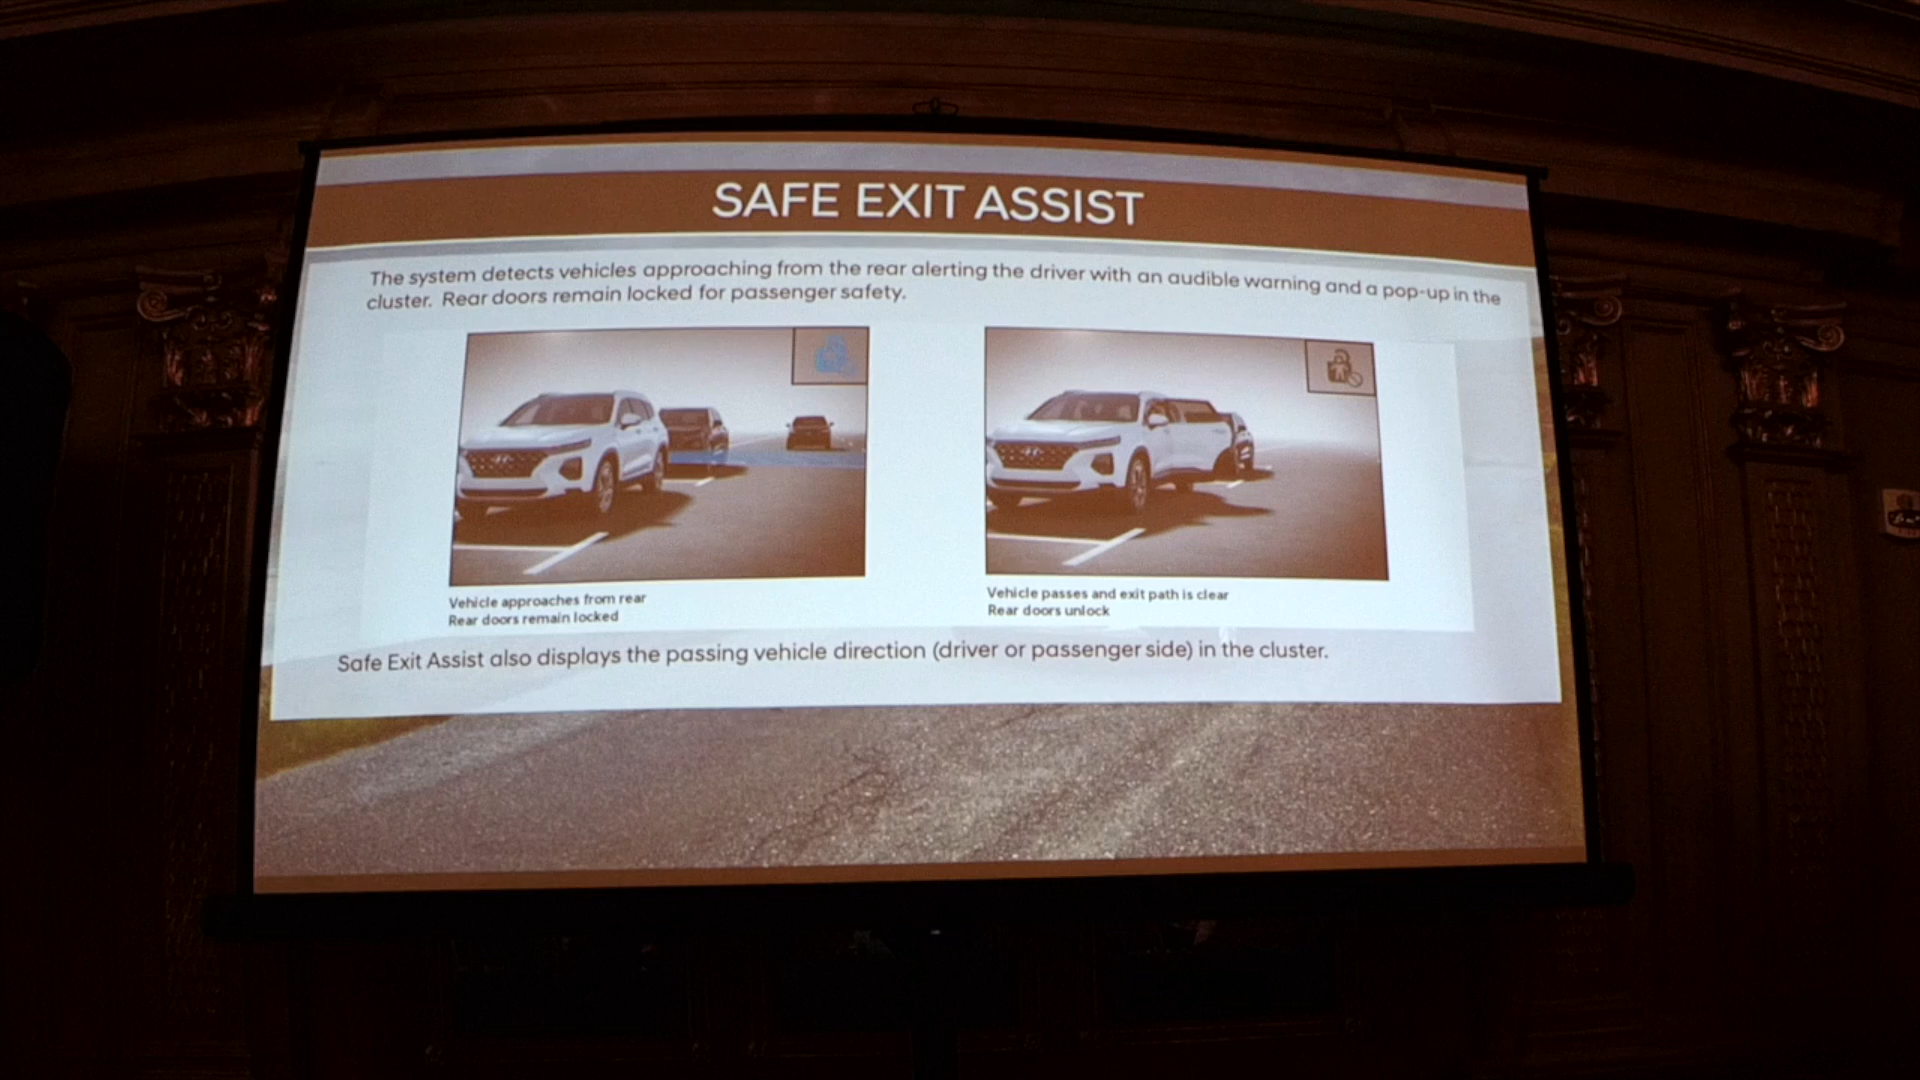 SAFE EXIT ASSIST
The system detects vehicles approaching from the rear alerting the driver with an audible warning and a pop-up in the
cluster. Rear doors remain locked for passenger safety.
Vehicle approaches from rear
Rear doors remain locked
Vehicle passes and exit path is clear
Rear doors unlock
Safe Exit Assist also displays the passing vehicle direction (driver or passenger side) in the cluster.